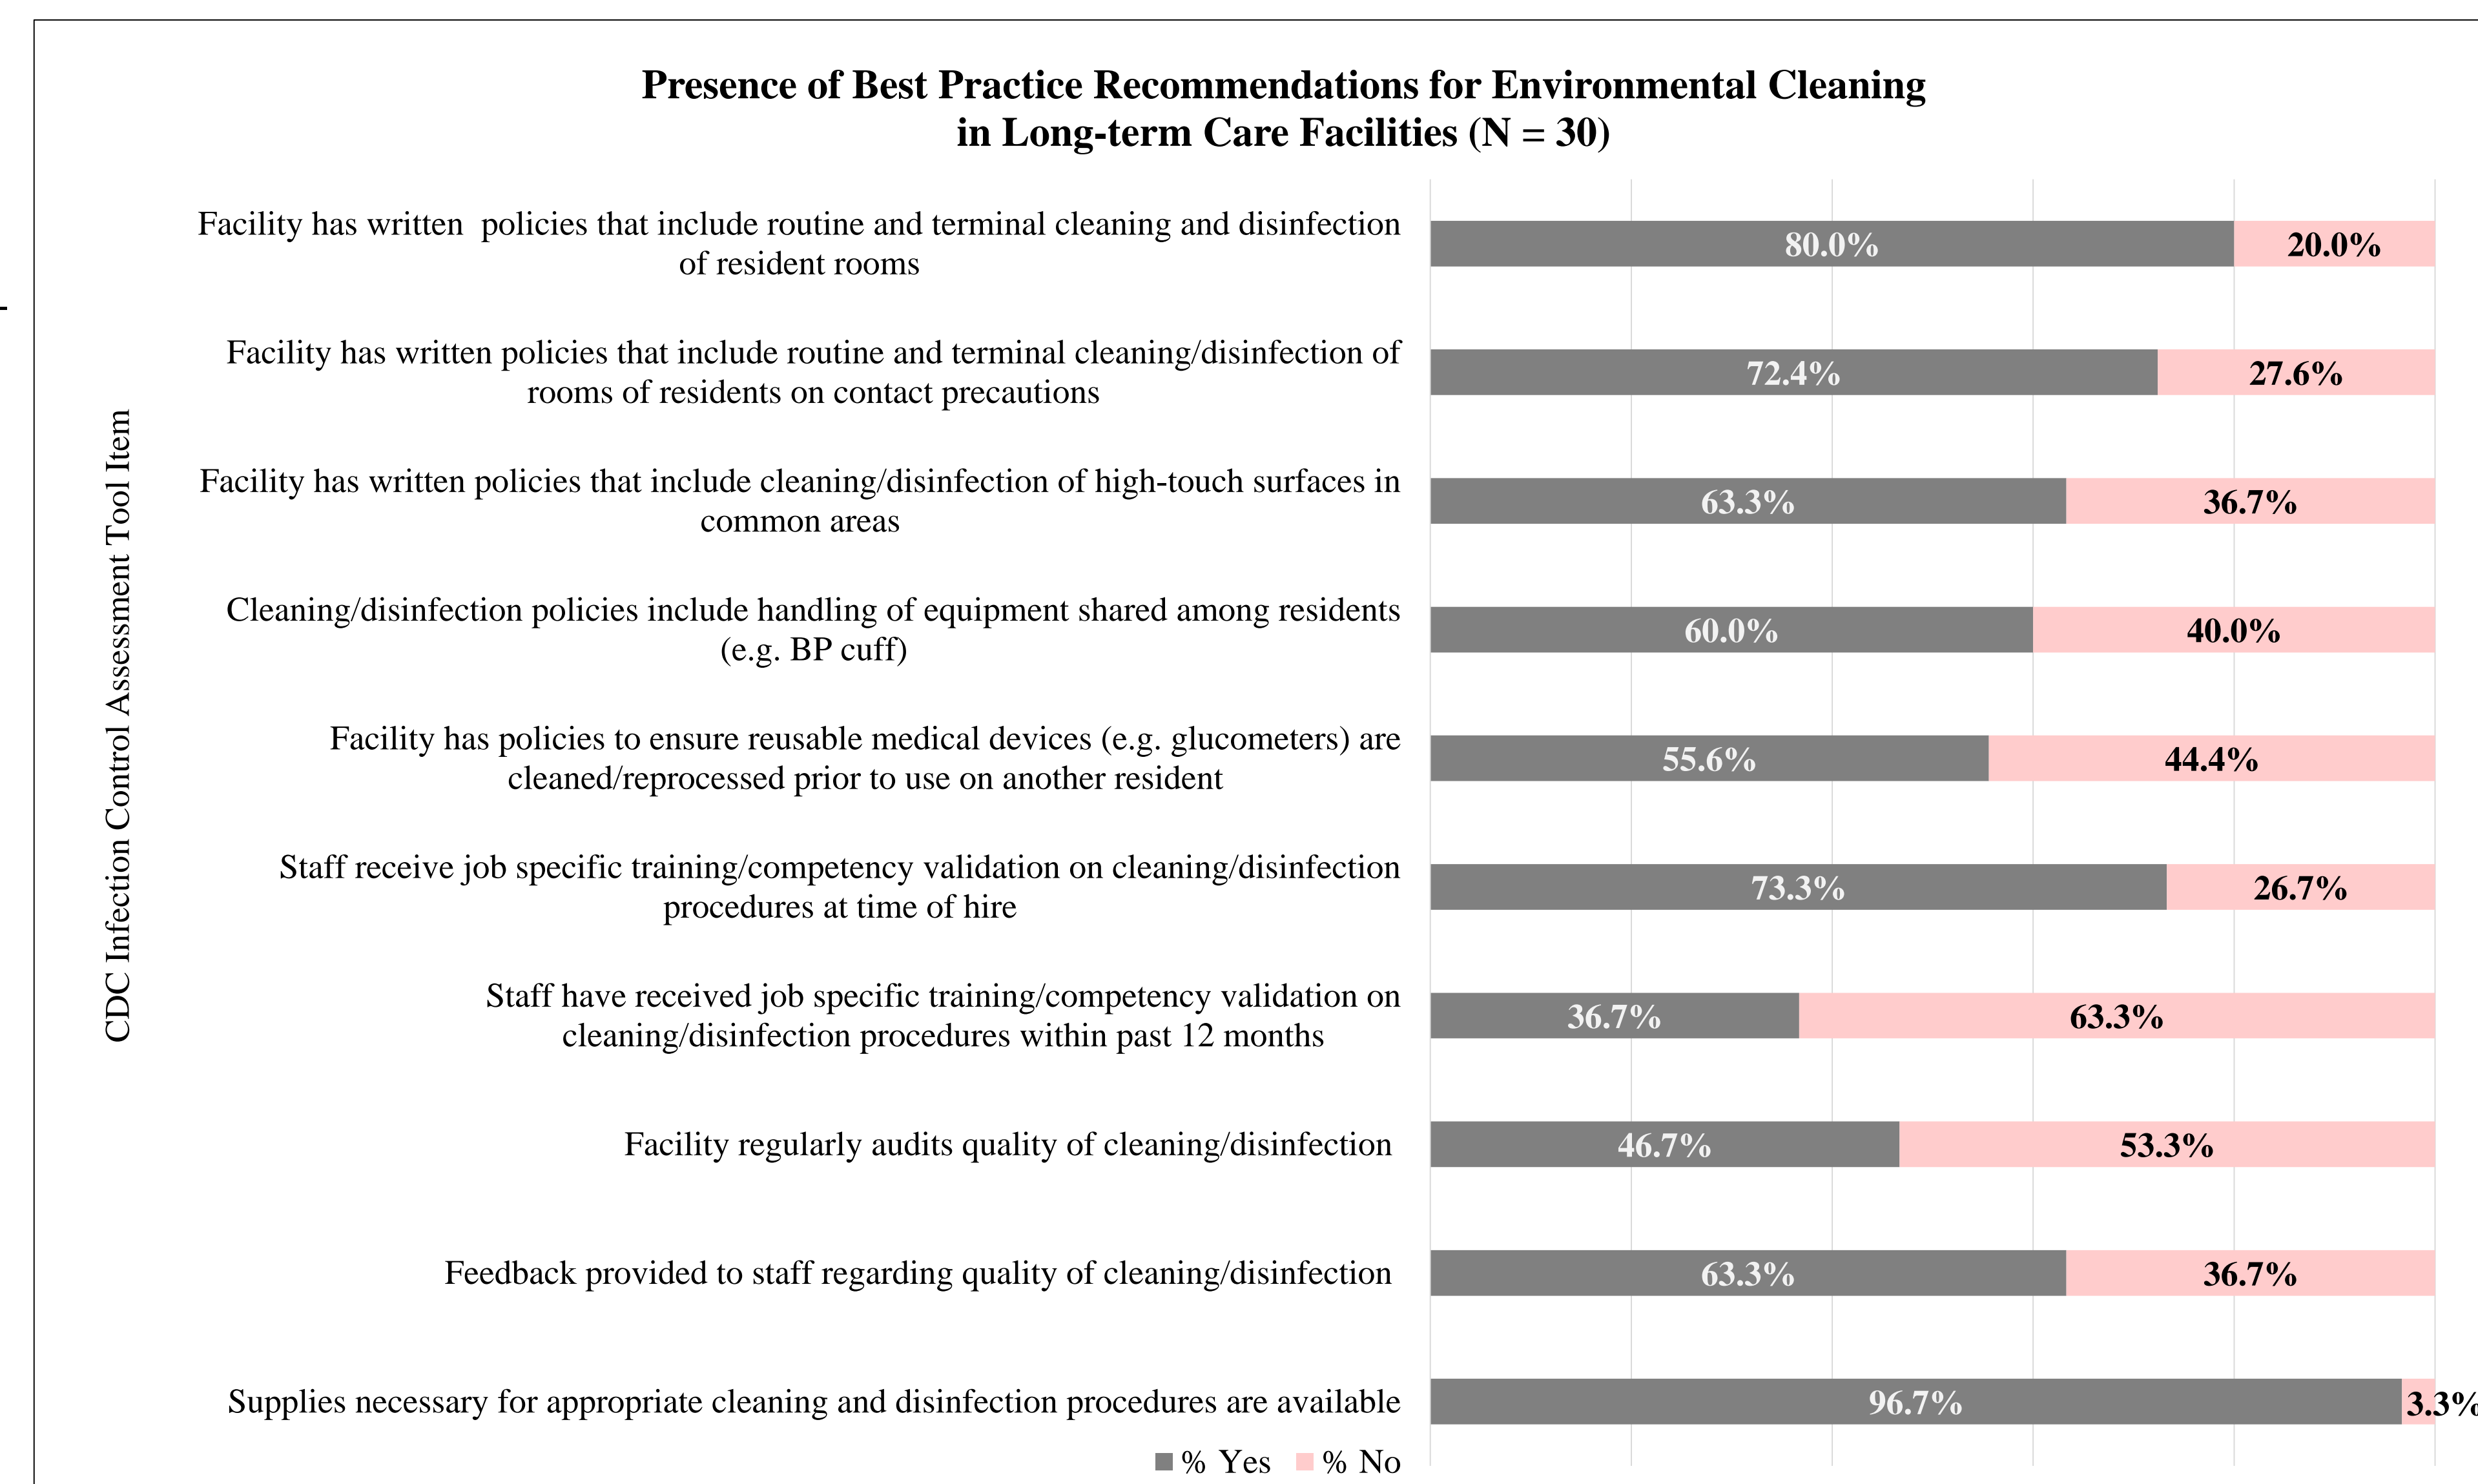 Presence of Best Practice Recommendations for Environmental Cleaning
in Long-term Care Facilities (N = 30)
CDC Infection Control Assessment Tool Item
Facility has written  policies that include routine and terminal cleaning and disinfection
of resident rooms
80.0% 20.0%
Facility has written policies that include routine and terminal cleaning/disinfection of
rooms of residents on contact precautions
72.4% 27.6%
Facility has written policies that include cleaning/disinfection of high-touch surfaces in
common areas
63.3% 36.7%
Cleaning/disinfection policies include handling of equipment shared among residents
(e.g. BP cuff)
60.0% 40.0%
Facility has policies to ensure reusable medical devices (e.g. glucometers) are
cleaned/reprocessed prior to use on another resident
55.6% 44.4%
Staff receive job specific training/competency validation on cleaning/disinfection
procedures at time of hire
73.3% 26.7%
Staff have received job specific training/competency validation on
cleaning/disinfection procedures within past 12 months
36.7% 63.3%
Facility regularly audits quality of cleaning/disinfection
46.7% 53.3%
Feedback provided to staff regarding quality of cleaning/disinfection
63.3% 36.7%
Supplies necessary for appropriate cleaning and disinfection procedures are available
96.7% 3.3%
% Yes % No